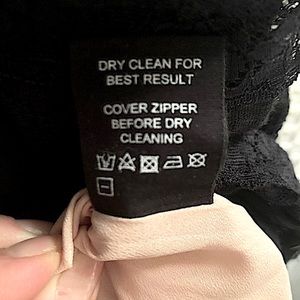 DRY CLEAN FOR
BEST RESULT
COVER ZIPPER
BEFORE DRY
CLEANING